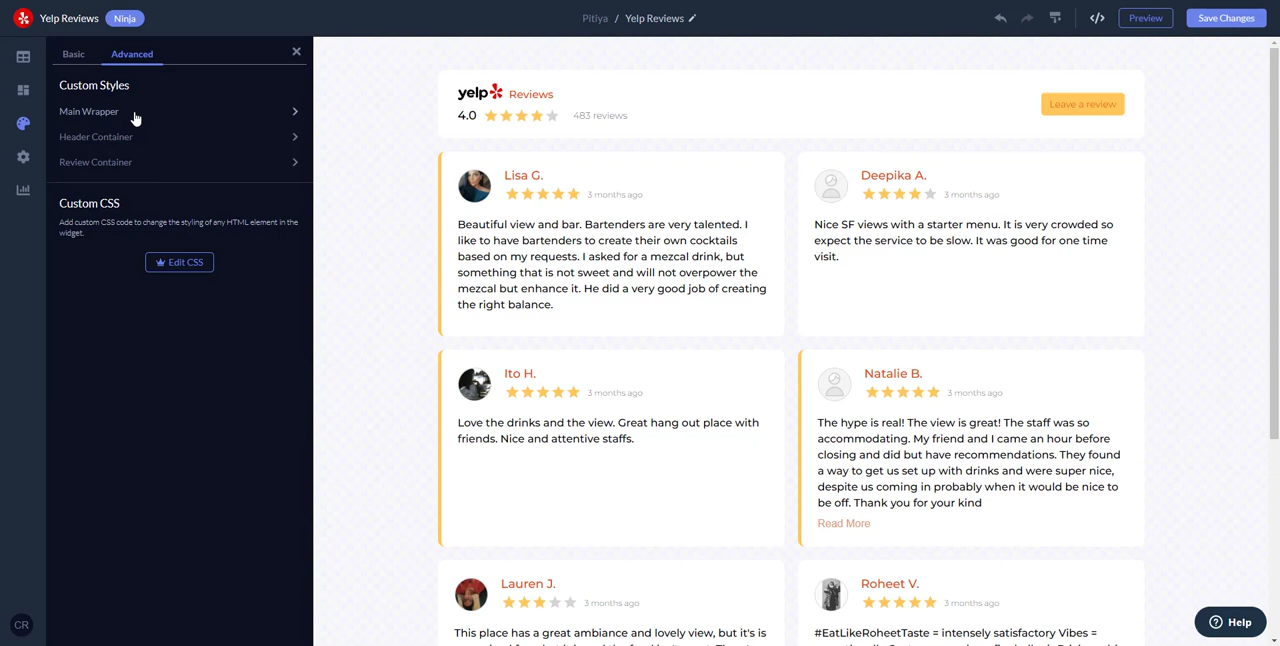 Yelp Reviews Ninja
Pitiya / Yelp Reviews
Preview
Save Changes
Basic
Advanced
Custom Styles
Main Wrapper
Header Container
Review Container
Custom CSS
Add custom CSS code to change the styling of any HTML element in the
widget.
Edit CSS
CR
yelp Reviews
4.0
483 reviews
Leave a review
Lisa G.
3 months ago
Beautiful view and bar. Bartenders are very talented. I
like to have bartenders to create their own cocktails
based on my requests. I asked for a mezcal drink, but
something that is not sweet and will not overpower the
mezcal but enhance it. He did a very good job of creating
the right balance.
Deepika A.
3 months ago
Nice SF views with a starter menu. It is very crowded so
expect the service to be slow. It was good for one time
visit.
Ito H.
3 months ago
Love the drinks and the view. Great hang out place with
friends. Nice and attentive staffs.
Natalie B.
3 months ago
The hype is real! The view is great! The staff was so
accommodating. My friend and I came an hour before
closing and did but have recommendations. They found
a way to get us set up with drinks and were super nice,
despite us coming in probably when it would be nice to
be off. Thank you for your kind
Read More
Lauren J.
3 months ago
This place has a great ambiance and lovely view, but it's is
Roheet V.
3 months ago
#EatLikeRoheetTaste = intensely satisfactory Vibes =
Help